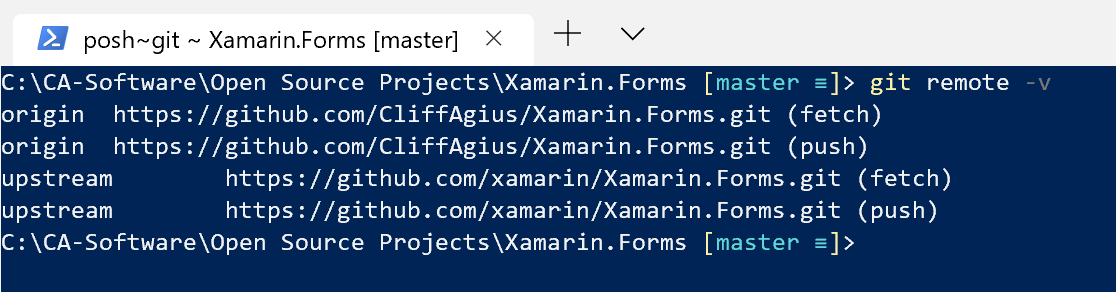 posh~git ~ Xamarin.Forms [master]
C:\CA-Software\Open Source Projects\Xamarin.Forms [master ≡]> git remote -v
origin  https://github.com/CliffAgius/Xamarin.Forms.git (fetch)
origin  https://github.com/CliffAgius/Xamarin.Forms.git (push)
upstream        https://github.com/xamarin/Xamarin.Forms.git (fetch)
upstream        https://github.com/xamarin/Xamarin.Forms.git (push)
C:\CA-Software\Open Source Projects\Xamarin.Forms [master ≡]>